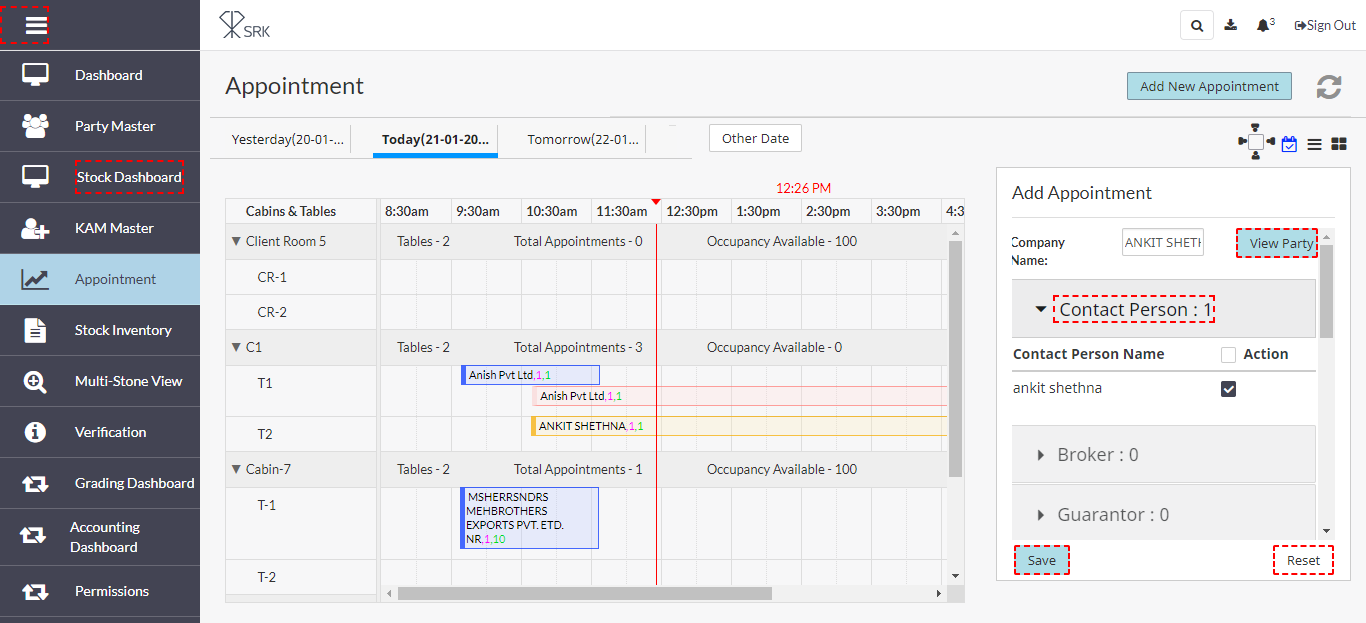 SRK
3
Sign Out
Dashboard
Party Master
Stock Dashboard
KAM Master
Appointment
Stock Inventory
Multi-Stone View
Verification
Grading Dashboard
Accounting
Dashboard
Permissions
Appointment
Add New Appointment
Yesterday(20-01-...
Today(21-01-20...
Tomorrow(22-01...
Other Date
12:26 PM
Cabins & Tables 8:30am 9:30am 10:30am 11:30am 12:30pm 1:30pm 2:30pm 3:30pm 4:3
Client Room 5 Tables - 2 Total Appointments - 0 Occupancy Available - 100
CR-1
CR-2
C1 Tables - 2 Total Appointments - 3 Occupancy Available - 0
T1
Anish Pvt Ltd,1,1
Anish Pvt Ltd,1,1
T2
ANKIT SHETHNA,1,1
Cabin-7 Tables - 2 Total Appointments - 1 Occupancy Available - 100
T-1
MSHERRSNDRS
MEHBROTHERS
EXPORTS PVT. ETD.
NR,1,10
T-2
Add Appointment
Company
Name:
ANKIT SHETH
View Party
Contact Person : 1
Contact Person Name Action
ankit shethna
Broker : 0
Guarantor : 0
Save
Reset